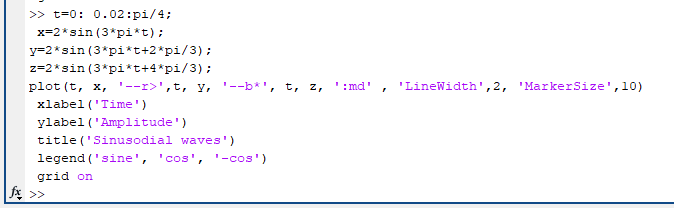 >> t=0: 0.02:pi/4;
x=2*sin(3*pi*t);
y=2*sin(3*pi*t+2*pi/3);
z=2*sin(3*pi*t+4*pi/3);
plot(t, x, '--r>',t, y, '--b*', t, z, ':md' , 'LineWidth',2, 'MarkerSize',10)
xlabel('Time')
ylabel('Amplitude')
title('Sinusodial waves')
legend('sine', 'cos', '-cos')
grid on
fx >>